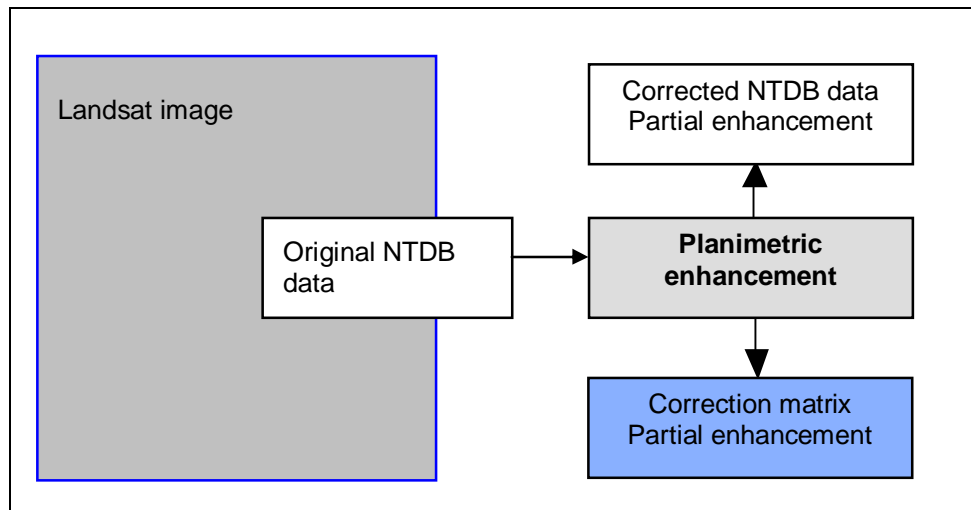 Landsat image
Original NTDB
data
Corrected NTDB data
Partial enhancement
Planimetric
enhancement
Correction matrix
Partial enhancement